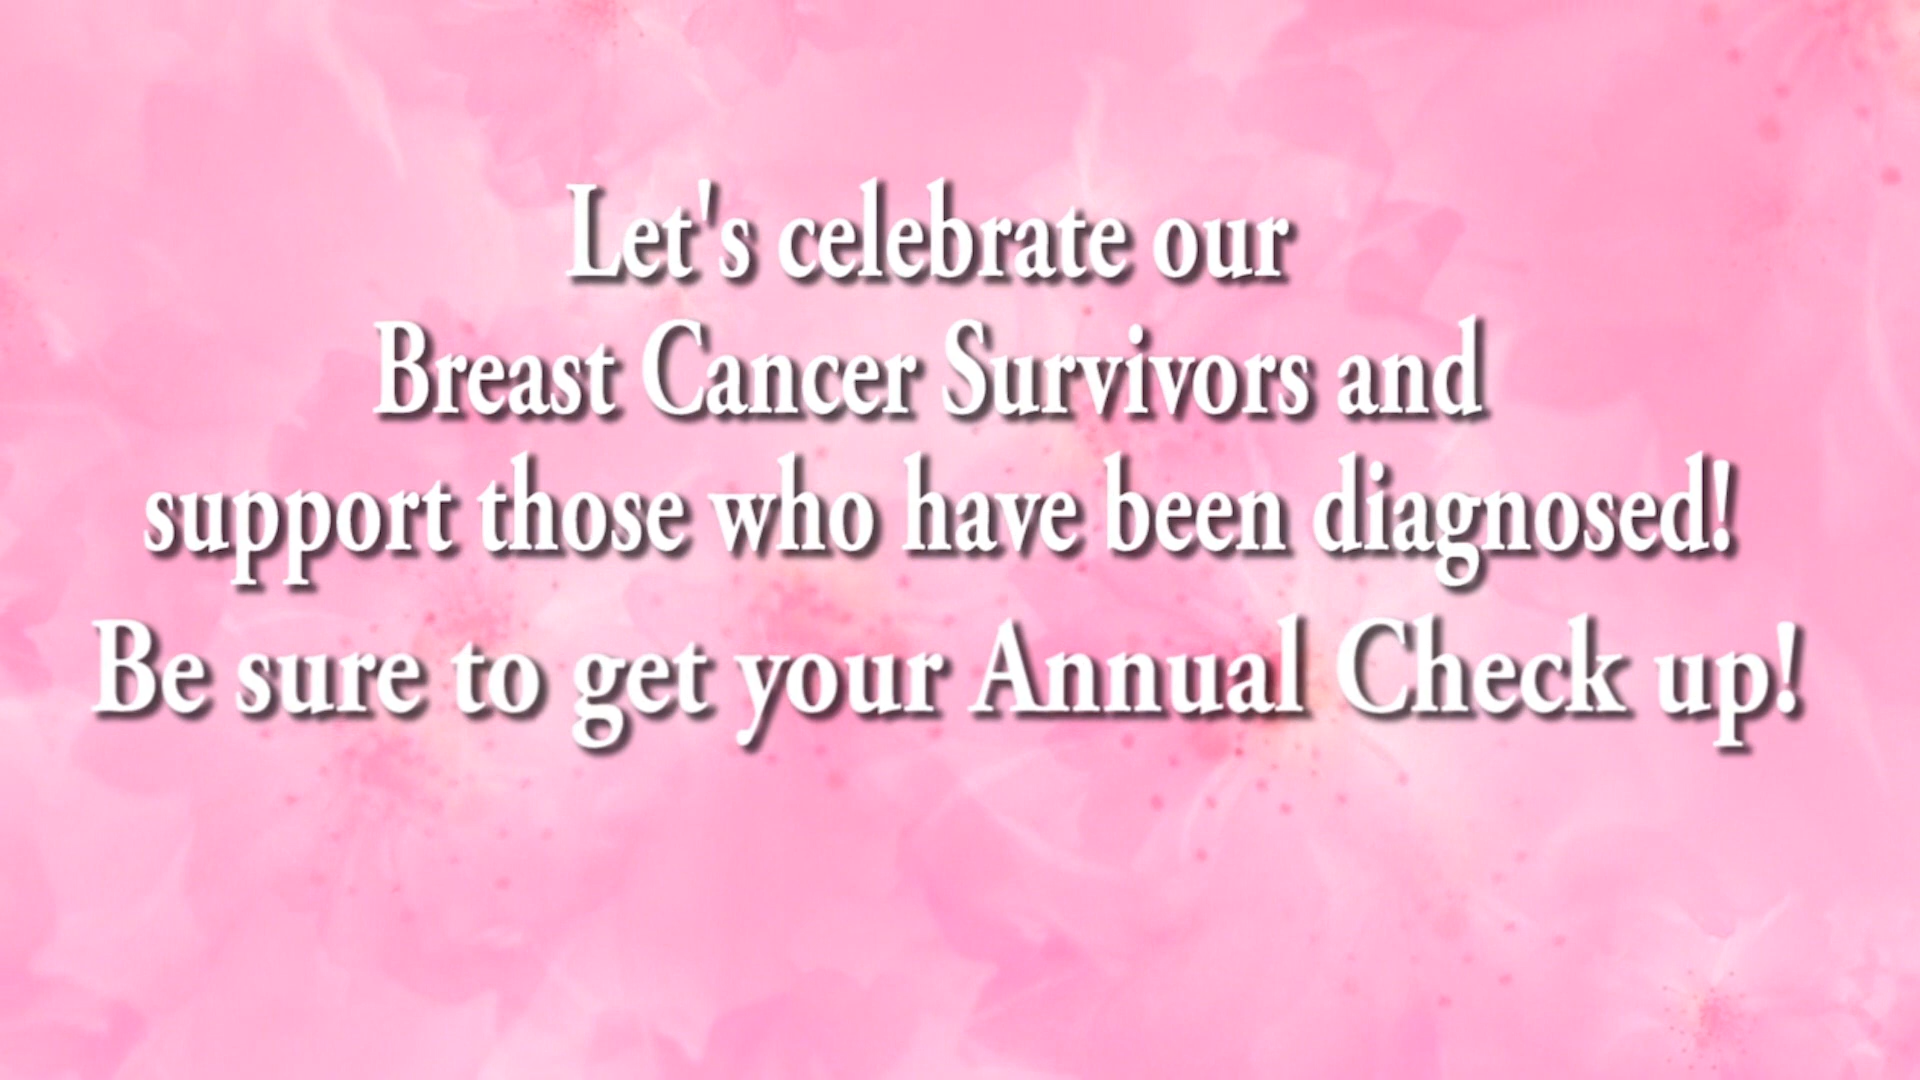 Let's celebrate our
Breast Cancer Survivors and
support those who have been diagnosed!
Be sure to get your Annual Check up!